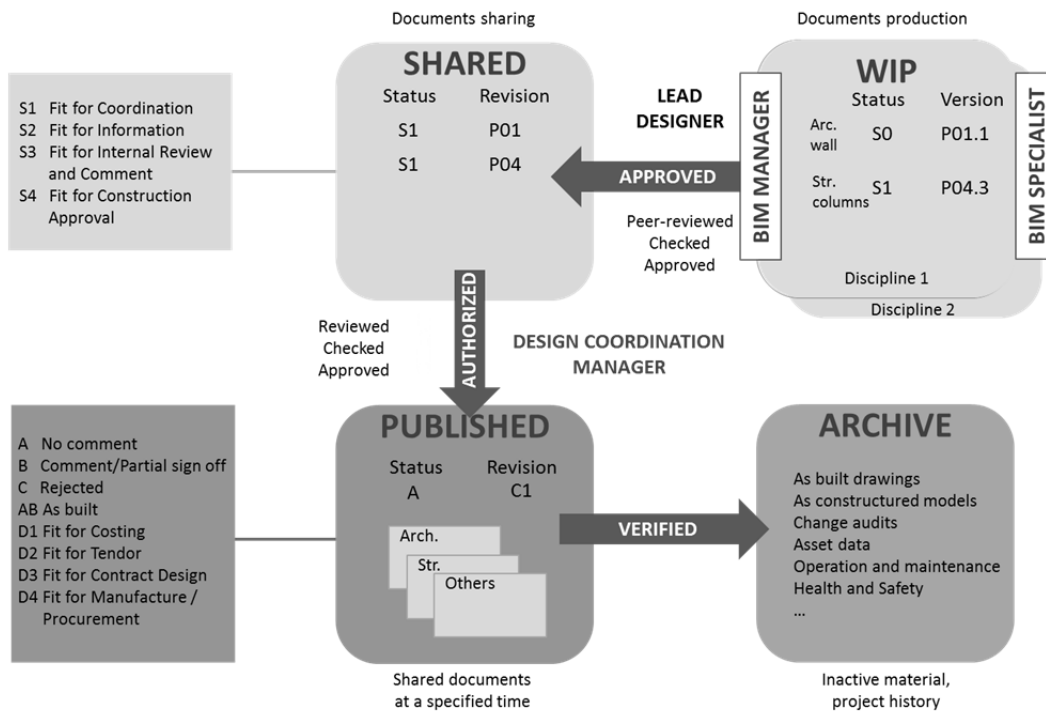 Documents sharing
SHARED
Status Revision
S1 P01
S1 P04
S1 Fit for Coordination
S2 Fit for Information
S3 Fit for Internal Review
and Comment
S4 Fit for Construction
Approval
LEAD
DESIGNER
APPROVED
Peer-reviewed
Checked
Approved
Documents production
WIP
BIM MANAGER
Status Version
Arc.
wall
S0 P01.1
Str.
columns
S1 P04.3
BIM SPECIALIST
Discipline 1
Discipline 2
Reviewed
Checked
Approved
AUTHORIZED
DESIGN COORDINATION
MANAGER
A No comment
B Comment/Partial sign off
C Rejected
AB As built
D1 Fit for Costing
D2 Fit for Tendor
D3 Fit for Contract Design
D4 Fit for Manufacture /
Procurement
PUBLISHED
Status Revision
A C1
Arch.
Str.
Others
Shared documents
at a specified time
VERIFIED
ARCHIVE
As built drawings
As constructured models
Change audits
Asset data
Operation and maintenance
Health and Safety
...
Inactive material,
project history